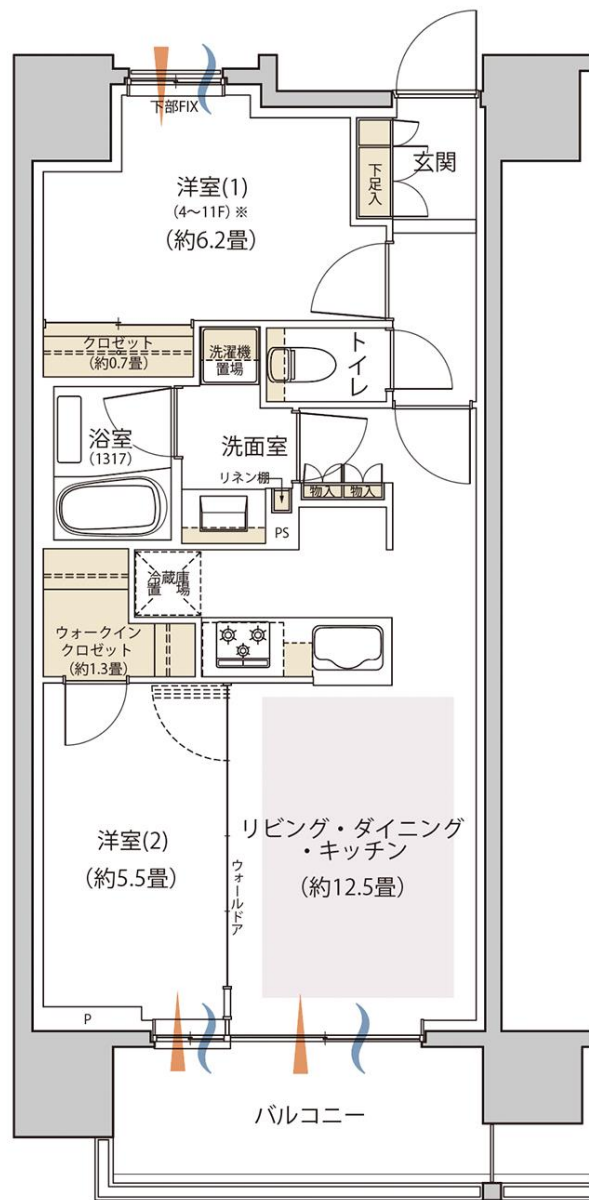 下部FIX
洋室(1)
(4〜11F) ※
(約6.2畳)
玄関
下足入
クロゼット
(約0.7畳)
洗濯機
置場
トイレ
浴室
(1317)
洗面室
リネン棚
物入
物入
PS
冷蔵庫
置場
ウォークイン
クロゼット
(約1.3畳)
洋室(2)
(約5.5畳)
ウォールドア
リビング・ダイニング
・キッチン
(約12.5畳)
P
バルコニー